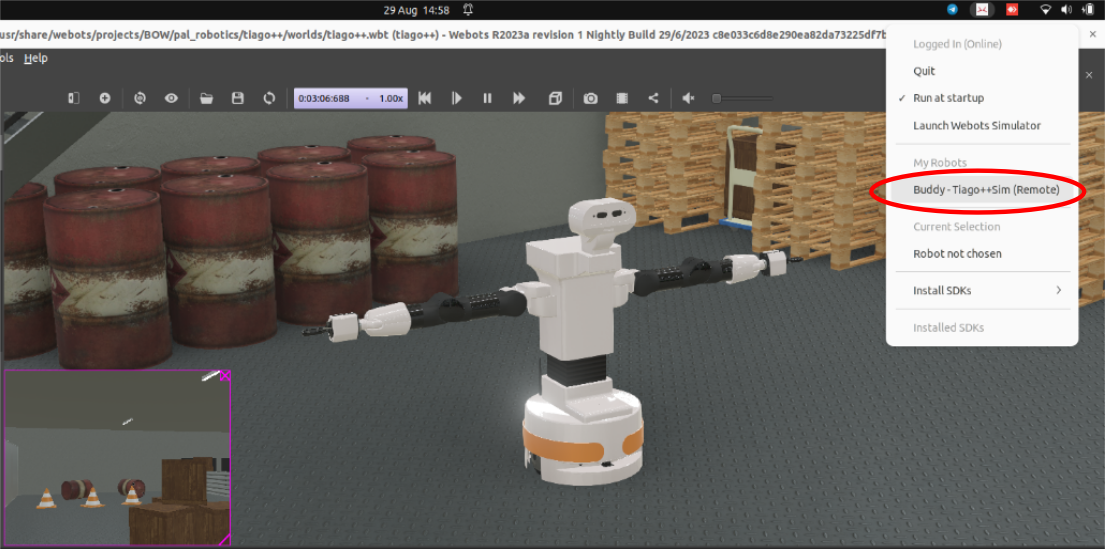 29 Aug 14:58
usr/share/webots/projects/BOW/pal_robotics/tiago++/worlds/tiago++.wbt (tiago++) - Webots R2023a revision 1 Nightly Build 29/6/2023 c8e033c6d8e290ea82da73225df7b
ols Help
0:03:06:688 - 1.00x
Logged In (Online)
Quit
✓ Run at startup
Launch Webots Simulator
My Robots
Buddy - Tiago++Sim (Remote)
Current Selection
Robot not chosen
Install SDKs
Installed SDKs